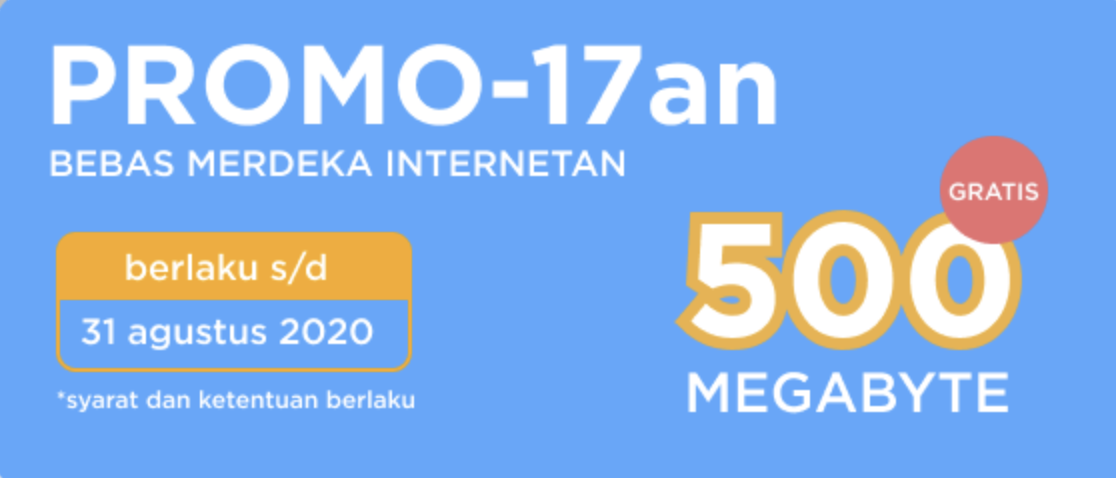 PROMO-17an
BEBAS MERDEKA INTERNETAN
berlaku s/d
31 agustus 2020
*syarat dan ketentuan berlaku
GRATIS
500
MEGABYTE